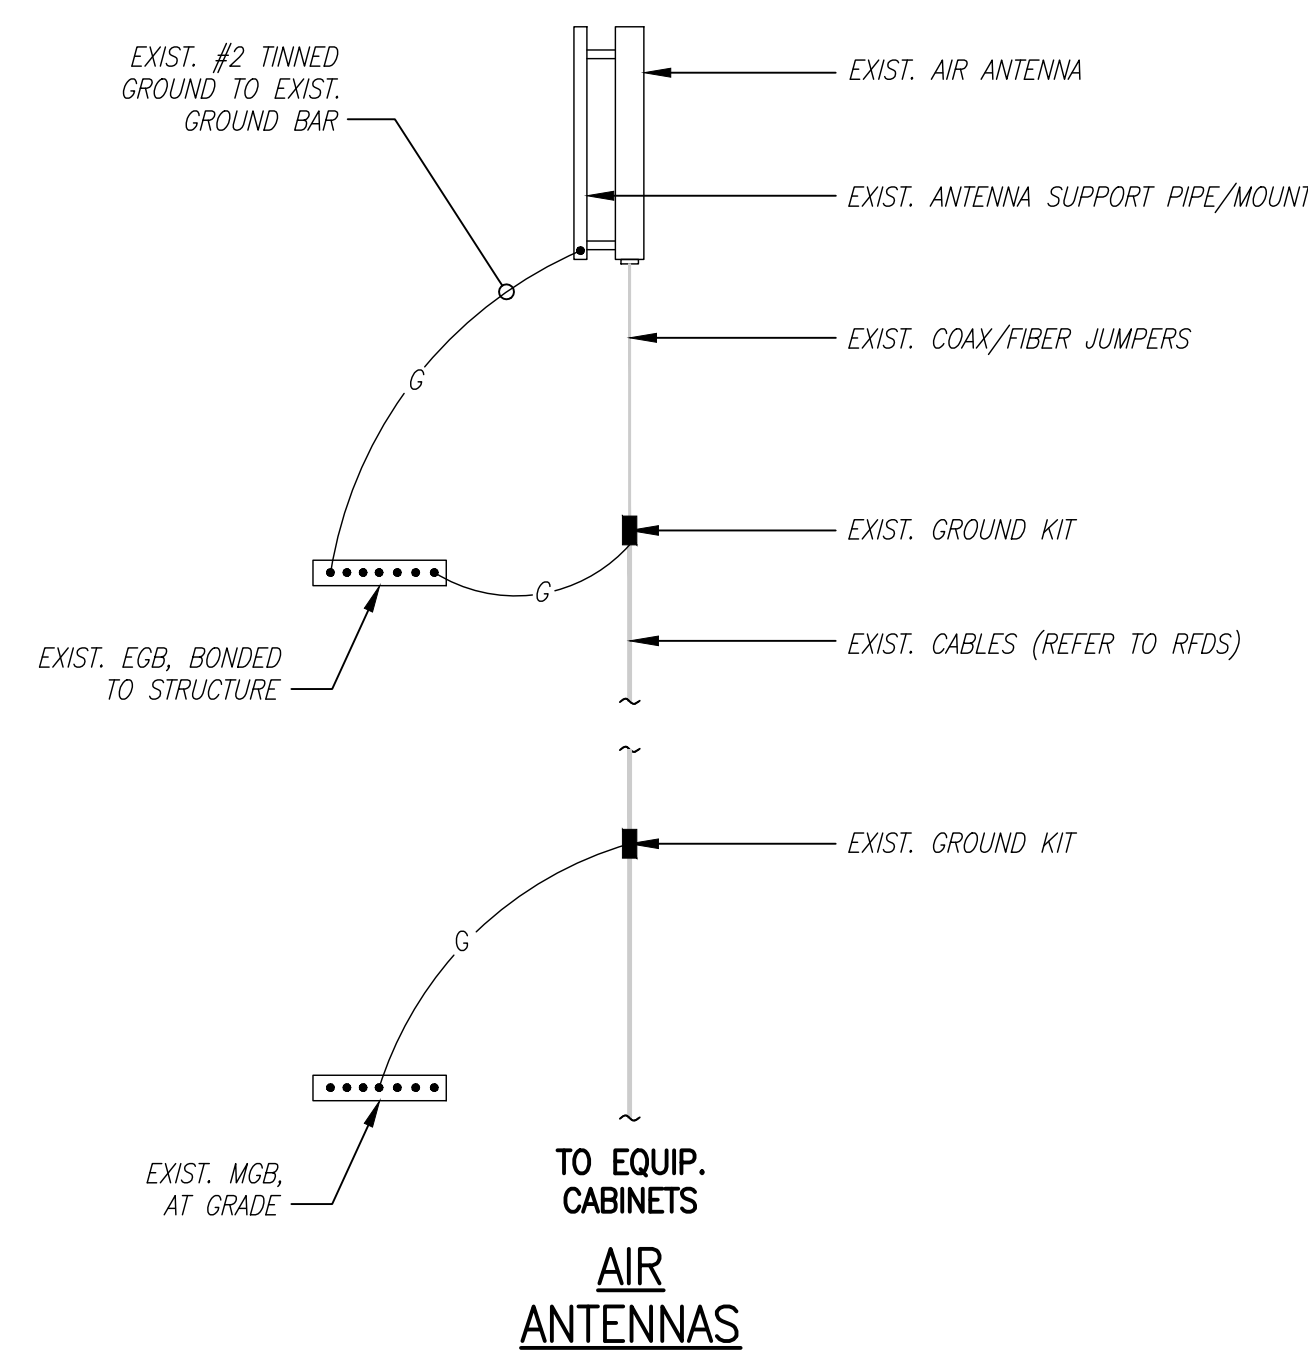 EXIST. #2 TINNED
GROUND TO EXIST.
GROUND BAR
EXIST. AIR ANTENNA
EXIST. ANTENNA SUPPORT PIPE/MOUNT
EXIST. COAX/FIBER JUMPERS
G
EXIST. GROUND KIT
G
EXIST. CABLES (REFER TO RFDS)
EXIST. EGB, BONDED
TO STRUCTURE
EXIST. GROUND KIT
G
EXIST. MGB,
AT GRADE
TO EQUIP.
CABINETS
AIR
ANTENNAS